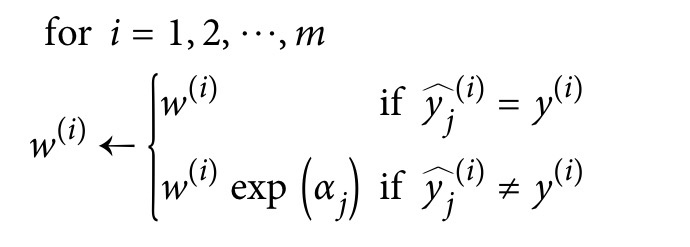 for i = 1, 2, ⋯, m
w^(i) ← { w^(i) if ŷ_j^(i) = y^(i)
w^(i) exp (α_j) if ŷ_j^(i) ≠ y^(i)